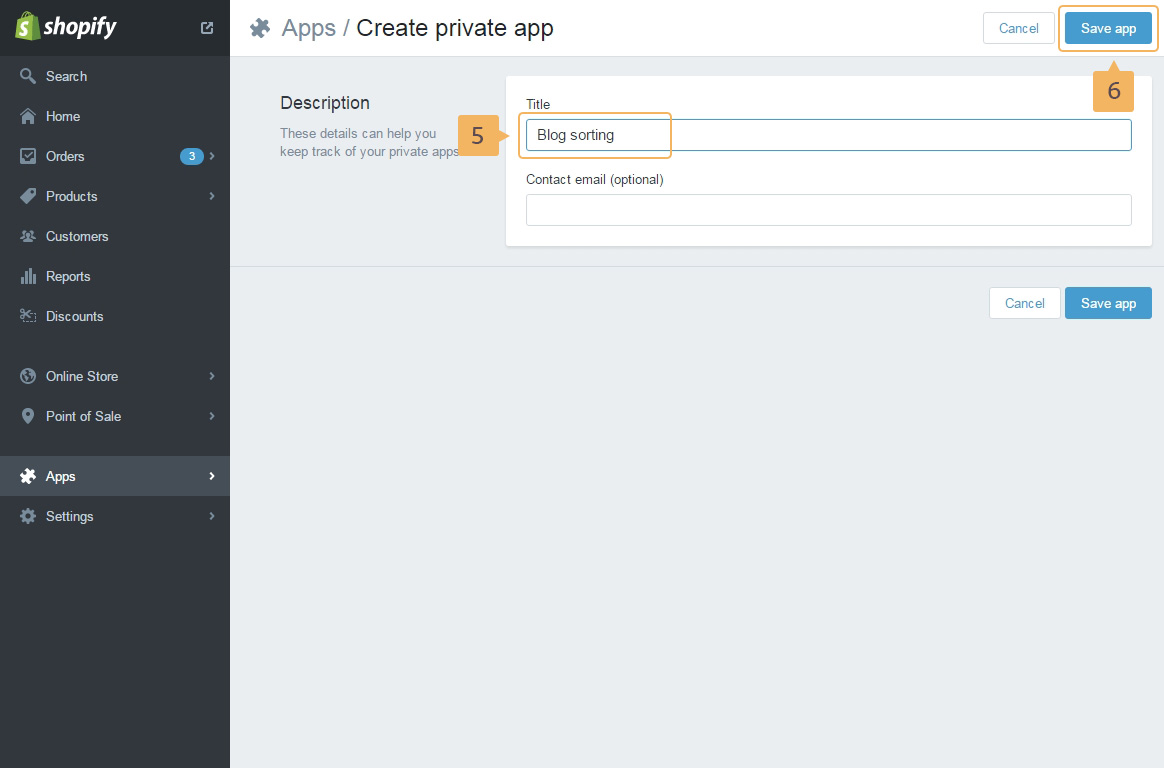 shopify
Search
Home
Orders 3
Products
Customers
Reports
Discounts
Online Store
Point of Sale
Apps
Settings
Apps / Create private app
Cancel
Save app
6
Description
These details can help you
keep track of your private apps
5
Title
Blog sorting
Contact email (optional)
Cancel
Save app